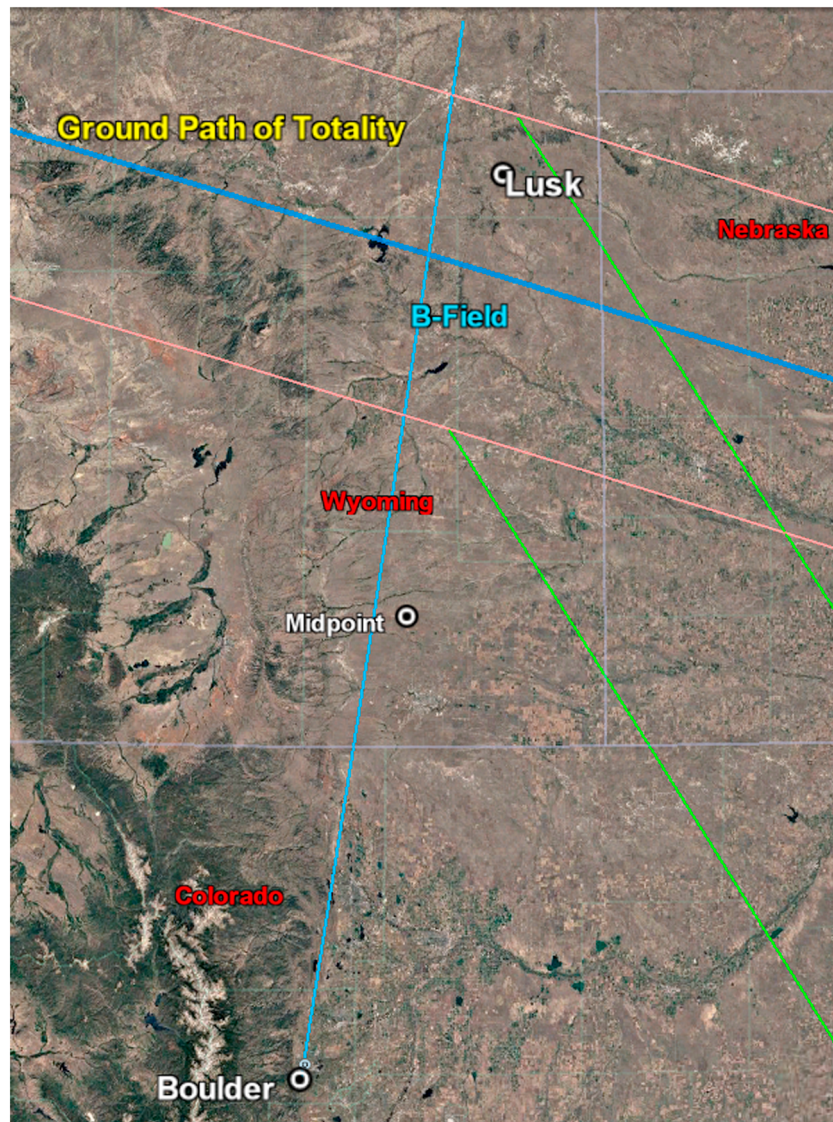 Ground Path of Totality
Lusk
Nebraska
B-Field
Wyoming
Midpoint
Colorado
Boulder